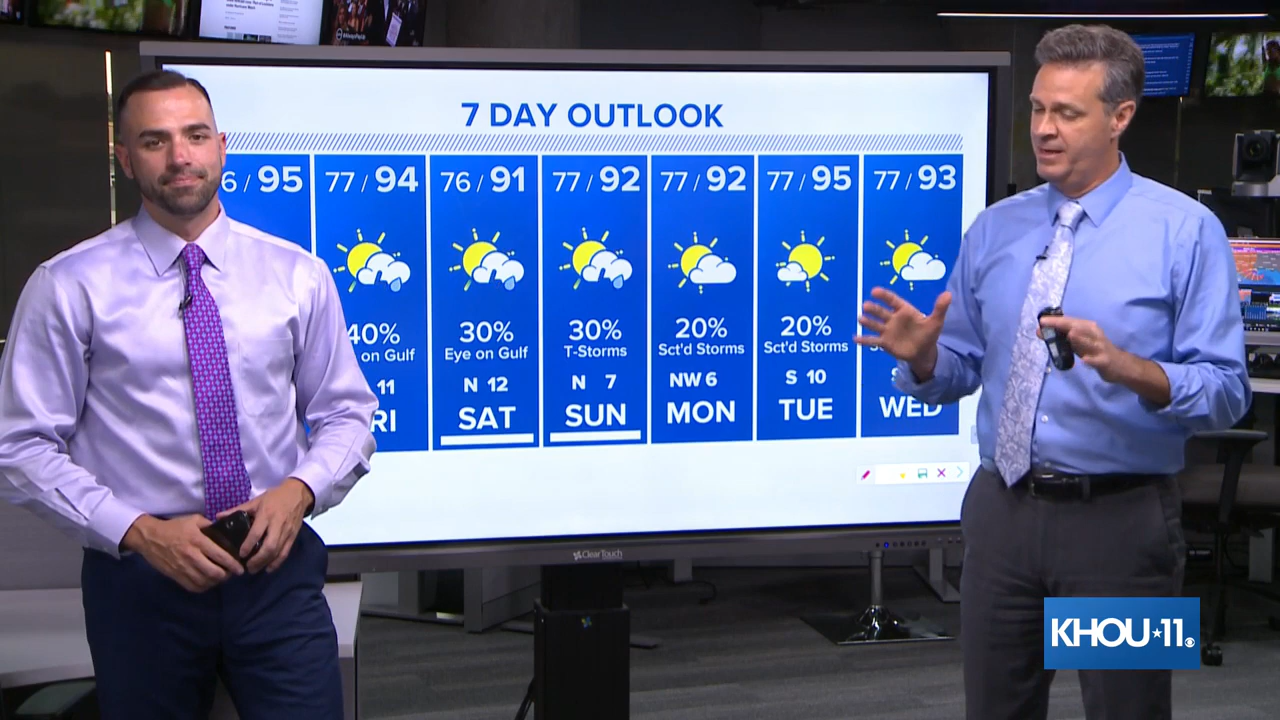 7 DAY OUTLOOK
6 / 95
77 / 94
76 / 91
77 / 92
77 / 92
77 / 95
77 / 93
40%
30%
30%
20%
20%
on Gulf
Eye on Gulf
T-Storms
Sct'd Storms
Sct'd Storms
11
N 12
N 7
NW 6
S 10
S
RI
SAT
SUN
MON
TUE
WED
ClearTouch
KHOU★11